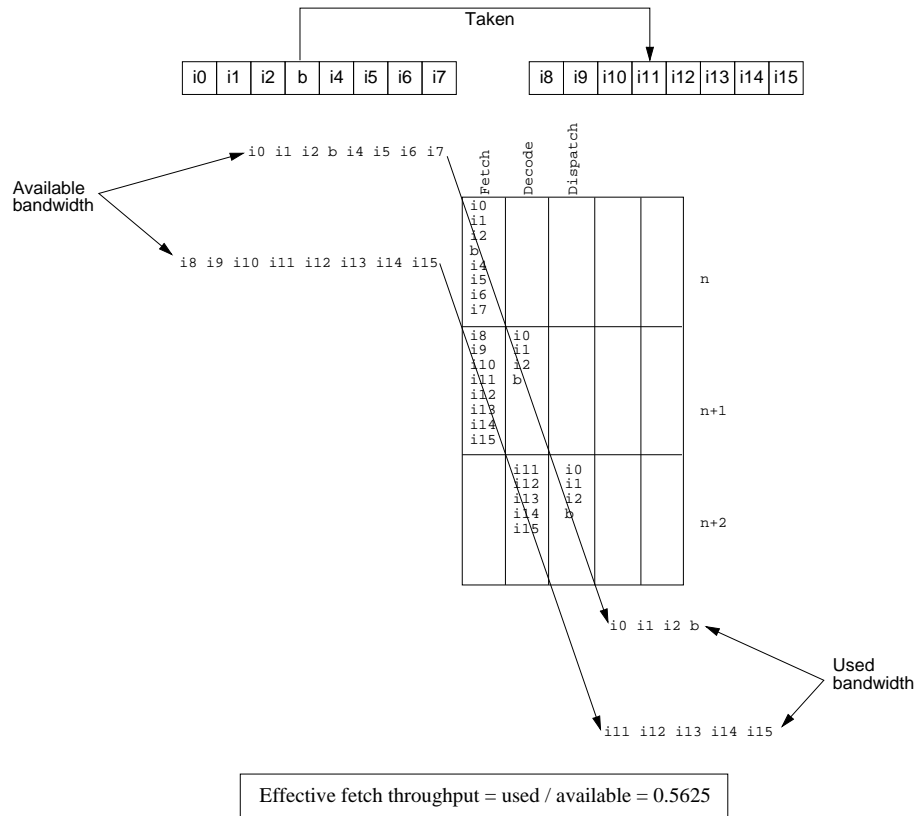 Taken
i0 i1 i2 b i4 i5 i6 i7
i8 i9 i10 i11 i12 i13 i14 i15
i0 i1 i2 b i4 i5 i6 i7
Fetch
Decode
Dispatch
Available
bandwidth
i8 i9 i10 i11 i12 i13 i14 i15
i0
i1
i2
b
i4
i5
i6
i7
n
i8 i0
i9 i1
i10 i2
i11 b
i12
i13
i14
i15
n+1
i11 i0
i12 i1
i13 i2
i14 b
i15
n+2
i0 i1 i2 b
Used
bandwidth
i11 i12 i13 i14 i15
Effective fetch throughput = used / available = 0.5625